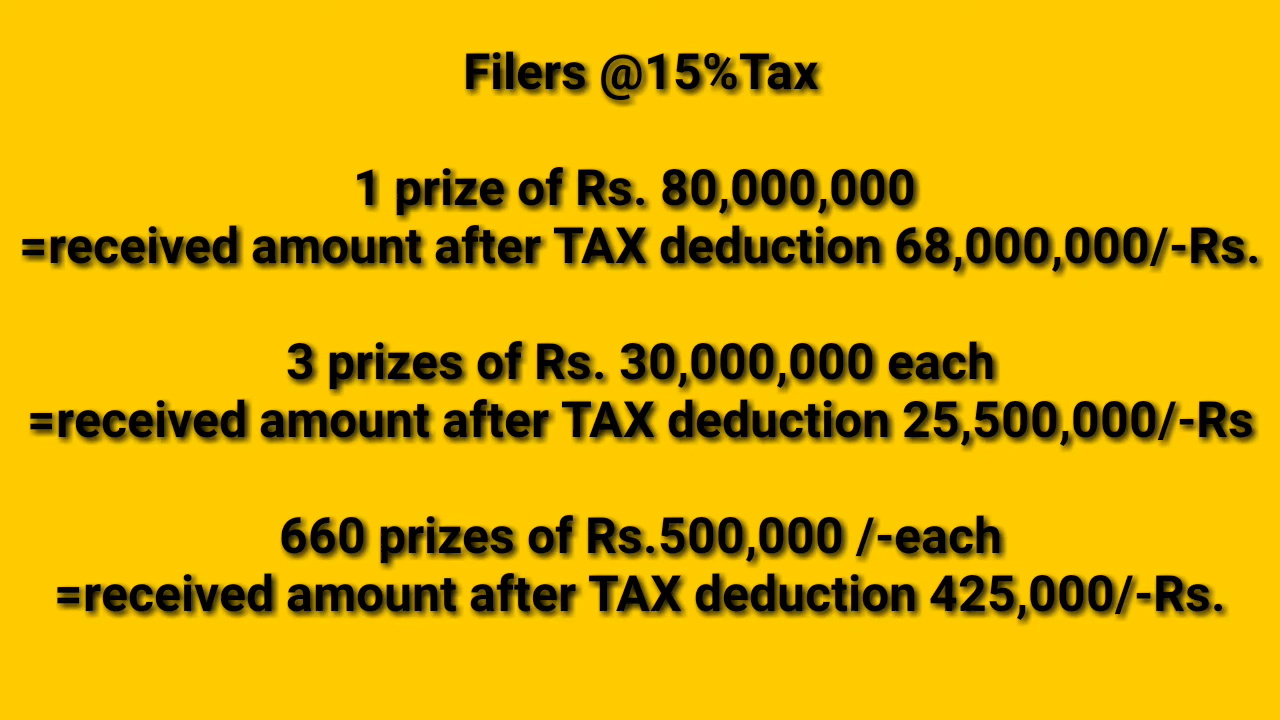 Filers @15%Tax
1 prize of Rs. 80,000,000
=received amount after TAX deduction 68,000,000/-Rs.
3 prizes of Rs. 30,000,000 each
=received amount after TAX deduction 25,500,000/-Rs
660 prizes of Rs.500,000 /-each
=received amount after TAX deduction 425,000/-Rs.